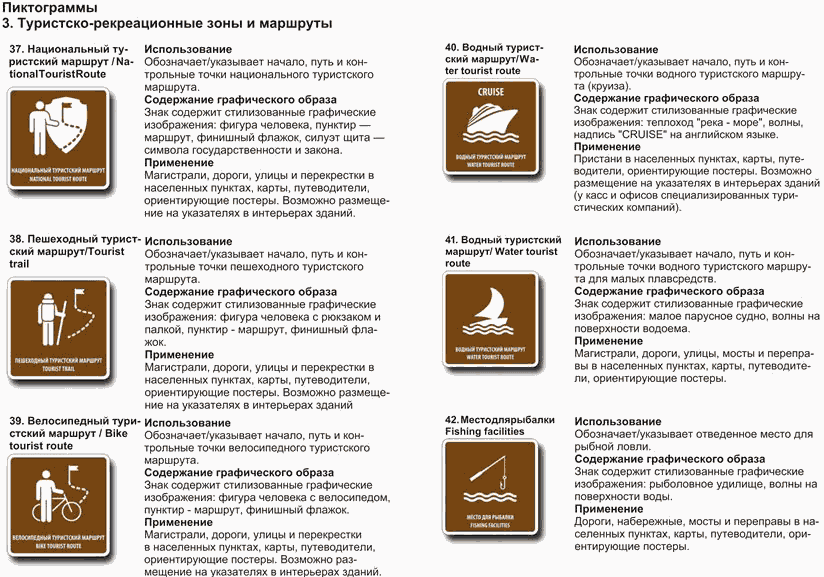 Пиктограммы
3. Туристско-рекреационные зоны и маршруты
37. Национальный ту-
ристский маршрут /Na-
tionalTouristRoute
НАЦИОНАЛЬНЫЙ ТУРИСТСКИЙ МАРШРУТ
NATIONAL TOURIST ROUTE
Использование
Обозначает/указывает начало, путь и кон-
трольные точки национального туристского
маршрута.
Содержание графического образа
Знак содержит стилизованные графические
изображения: фигура человека, пунктир —
маршрут, финишный флажок, силуэт щита —
символа государственности и закона.
Применение
Магистрали, дороги, улицы и перекрестки в
населенных пунктах, карты, путеводители,
ориентирующие постеры. Возможно размеще-
ние на указателях в интерьерах зданий.
38. Пешеходный турист-
ский маршрут/Tourist
trail
ПЕШЕХОДНЫЙ ТУРИСТСКИЙ МАРШРУТ
TOURIST TRAIL
Использование
Обозначает/указывает начало, путь и кон-
трольные точки пешеходного туристского
маршрута.
Содержание графического образа
Знак содержит стилизованные графические
изображения: фигура человека с рюкзаком и
палкой, пунктир - маршрут, финишный фла-
жок.
Применение
Магистрали, дороги, улицы и перекрестки в
населенных пунктах, карты, путеводители,
ориентирующие постеры. Возможно размеще-
ние на указателях в интерьерах зданий
39. Велосипедный тури-
стский маршрут / Bike
tourist route
ВЕЛОСИПЕДНЫЙ ТУРИСТСКИЙ МАРШРУТ
BIKE TOURIST ROUTE
Использование
Обозначает/указывает начало, путь и кон-
трольные точки велосипедного туристского
маршрута.
Содержание графического образа
Знак содержит стилизованные графические
изображения: фигура человека с велосипедом,
пунктир - маршрут, финишный флажок.
Применение
Магистрали, дороги, улицы и перекрестки
в населенных пунктах, карты, путеводители,
ориентирующие постеры. Возможно раз-
мещение на указателях в интерьерах зданий.
40. Водный турист-
ский маршрут/Wa-
ter tourist route
CRUISE
ВОДНЫЙ ТУРИСТСКИЙ МАРШРУТ
WATER TOURIST ROUTE
Использование
Обозначает/указывает начало, путь и кон-
трольные точки водного туристского маршру-
та (круиза).
Содержание графического образа
Знак содержит стилизованные графические
изображения: теплоход "река - море", волны,
надпись "CRUISE" на английском языке.
Применение
Пристани в населенных пунктах, карты, путе-
водители, ориентирующие постеры. Возможно
размещение на указателях в интерьерах зданий
(у касс и офисов специализированных тури-
стических компаний).
41. Водный туристский
маршрут/ Water tourist
route
ВОДНЫЙ ТУРИСТСКИЙ МАРШРУТ
WATER TOURIST ROUTE
Использование
Обозначает/указывает начало, путь и кон-
трольные точки водного туристского маршру-
та для малых плавсредств.
Содержание графического образа
Знак содержит стилизованные графические
изображения: малое парусное судно, волны на
поверхности водоема.
Применение
Магистрали, дороги, улицы, мосты и перепра-
вы в населенных пунктах, карты, путеводите-
ли, ориентирующие постеры.
42.Местодлярыбалки
Fishing facilities
МЕСТО ДЛЯ РЫБАЛКИ
FISHING FACILITIES
Использование
Обозначает/указывает отведенное место для
рыбной ловли.
Содержание графического образа
Знак содержит стилизованные графические
изображения: рыболовное удилище, волны на
поверхности воды.
Применение
Дороги, набережные, мосты и переправы в на-
селенных пунктах, карты, путеводители, ори-
ентирующие постеры.